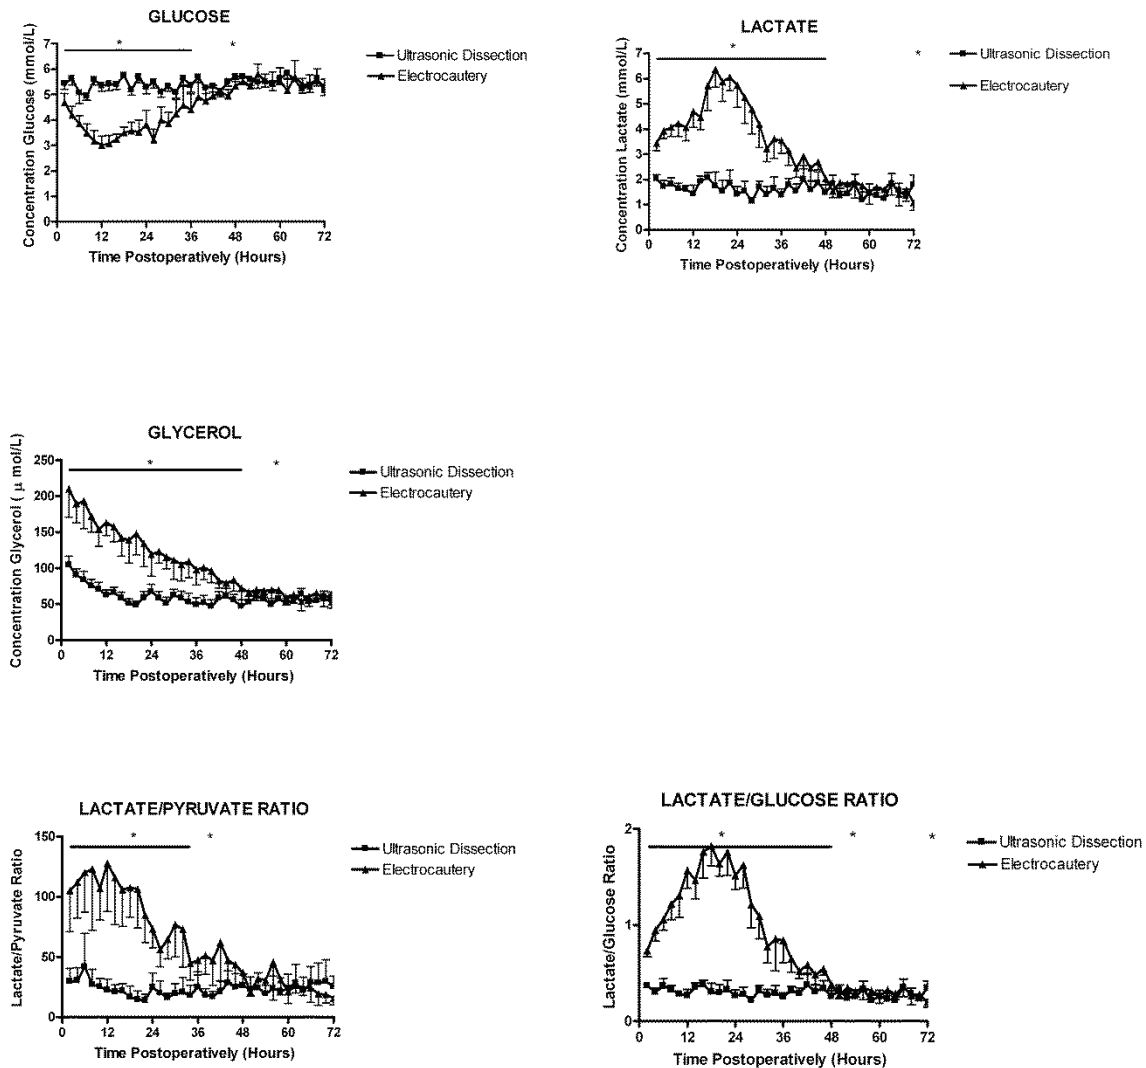 GLUCOSE
*
*
Concentration Glucose (mmol/L)
7
6
5
4
3
2
1
0
0 12 24 36 48 60 72
Time Postoperatively (Hours)
Ultrasonic Dissection
Electrocautery
LACTATE
*
*
Concentration Lactate (mmol/L)
7
6
5
4
3
2
1
0
0 12 24 36 48 60 72
Time Postoperatively (Hours)
Ultrasonic Dissection
Electrocautery
GLYCEROL
*
*
Concentration Glycerol ( μ mol/L)
250
200
150
100
50
0
0 12 24 36 48 60 72
Time Postoperatively (Hours)
Ultrasonic Dissection
Electrocautery
LACTATE/PYRUVATE RATIO
*
*
Lactate/Pyruvate Ratio
150
100
50
0
0 12 24 36 48 60 72
Time Postoperatively (Hours)
Ultrasonic Dissection
Electrocautery
LACTATE/GLUCOSE RATIO
*
*
*
Lactate/Glucose Ratio
2
1
0
0 12 24 36 48 60 72
Time Postoperatively (Hours)
Ultrasonic Dissection
Electrocautery